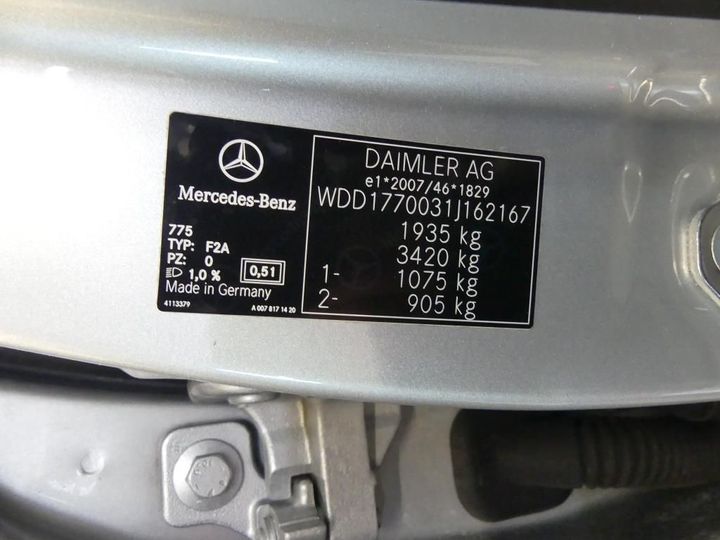 Mercedes-Benz
775
TYP: F2A
PZ: 0
1,0 % 0,51
Made in Germany
4113379 A 007 817 14 20
DAIMLER AG
e1*2007/46*1829
WDD1770031J162167
1935 kg
3420 kg
1- 1075 kg
2- 905 kg